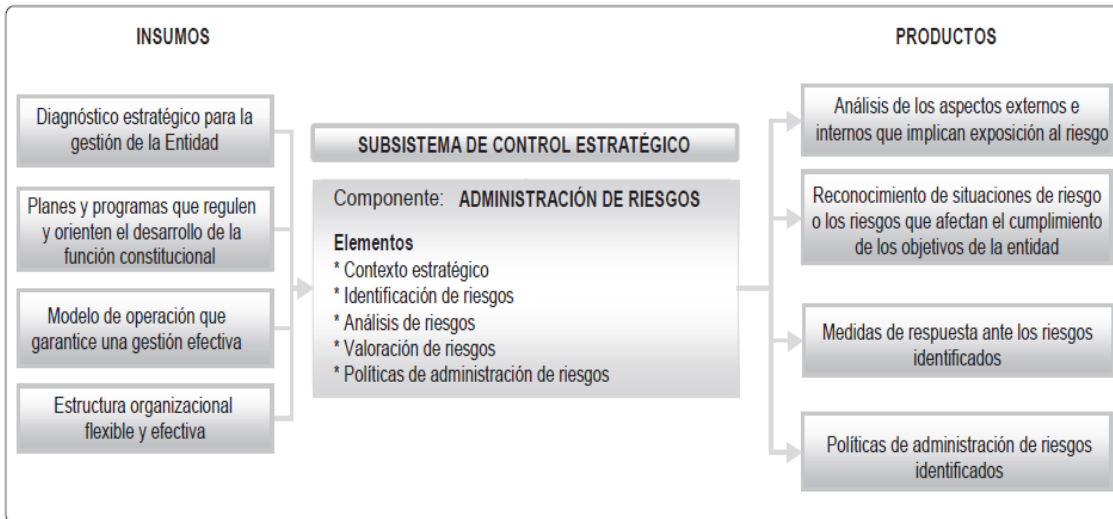 INSUMOS
Diagnóstico estratégico para la
gestión de la Entidad
Planes y programas que regulen
y orienten el desarrollo de la
función constitucional
Modelo de operación que
garantice una gestión efectiva
Estructura organizacional
flexible y efectiva
SUBSISTEMA DE CONTROL ESTRATÉGICO
Componente: ADMINISTRACIÓN DE RIESGOS
Elementos
* Contexto estratégico
* Identificación de riesgos
* Análisis de riesgos
* Valoración de riesgos
* Políticas de administración de riesgos
PRODUCTOS
Análisis de los aspectos externos e
internos que implican exposición al riesgo
Reconocimiento de situaciones de riesgo
o los riesgos que afectan el cumplimiento
de los objetivos de la entidad
Medidas de respuesta ante los riesgos
identificados
Políticas de administración de riesgos
identificados